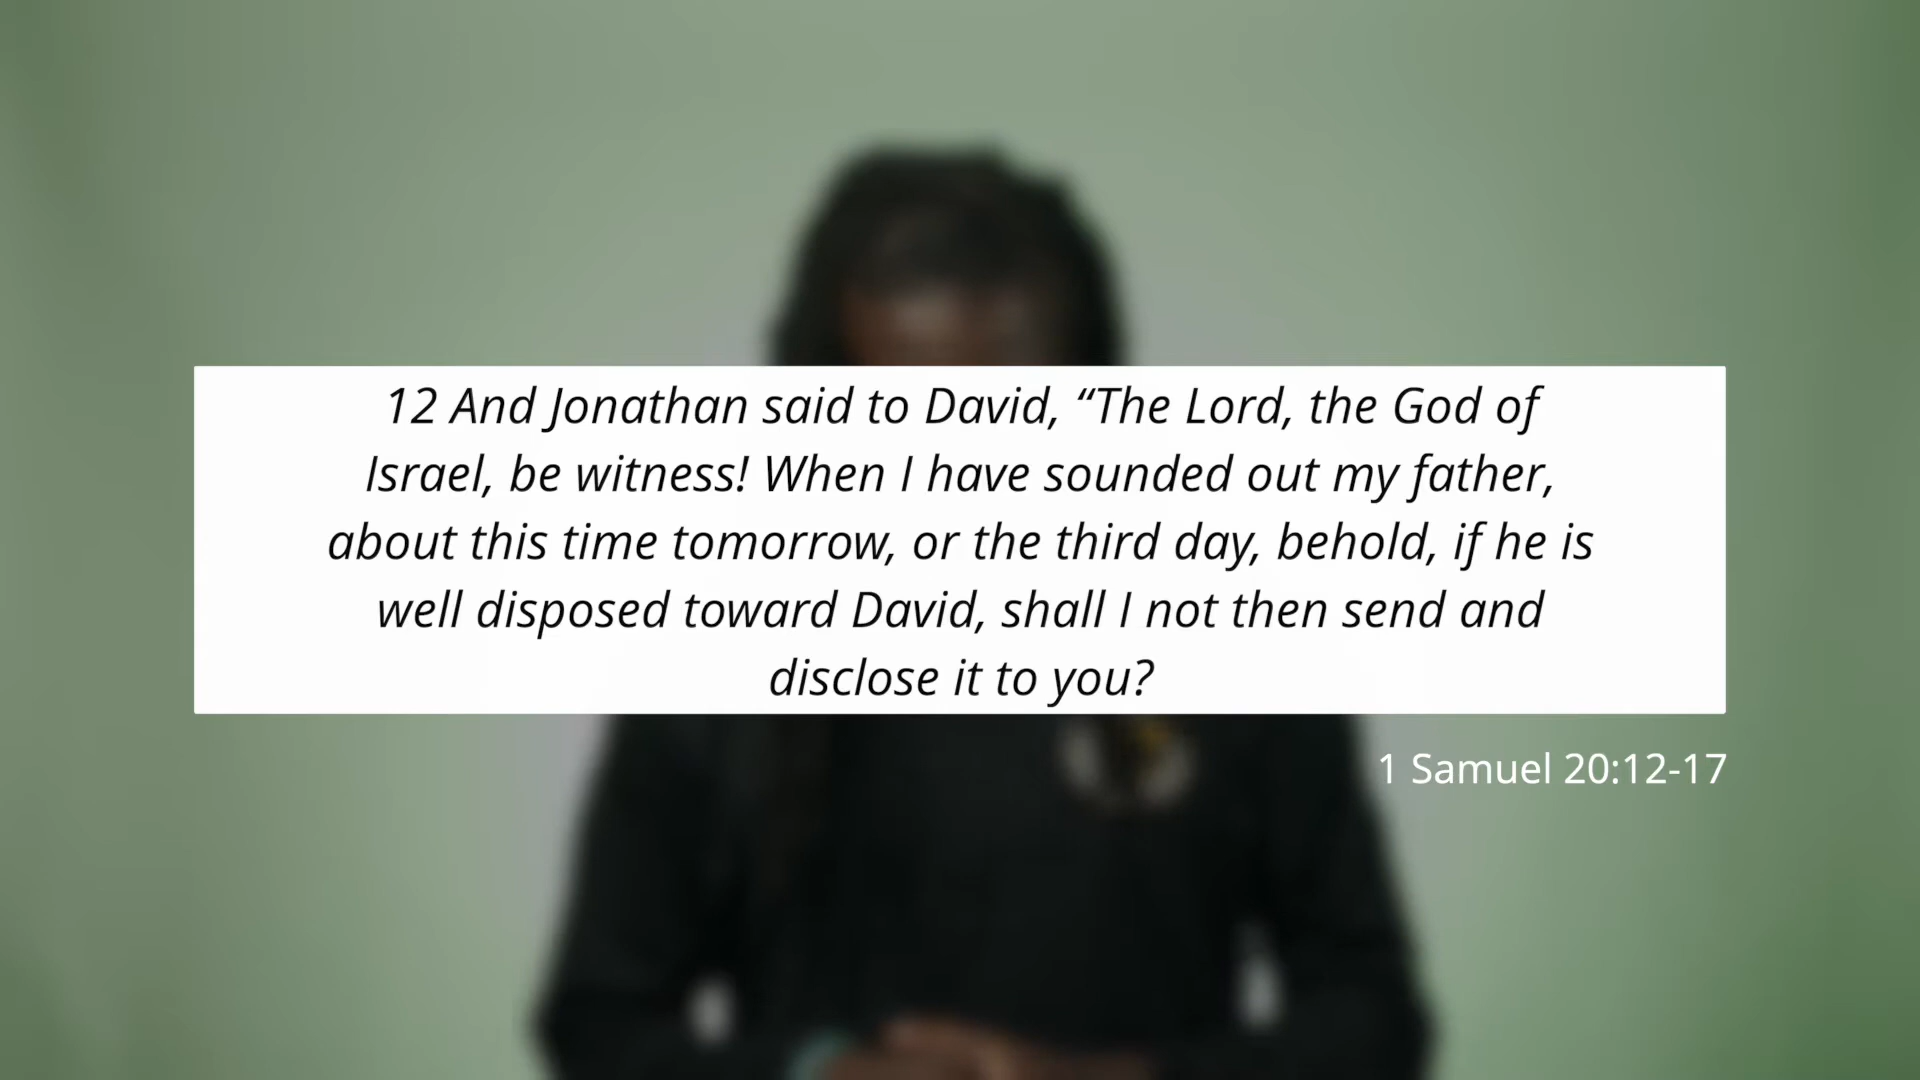 12 And Jonathan said to David, “The Lord, the God of
Israel, be witness! When I have sounded out my father,
about this time tomorrow, or the third day, behold, if he is
well disposed toward David, shall I not then send and
disclose it to you?
1 Samuel 20:12-17